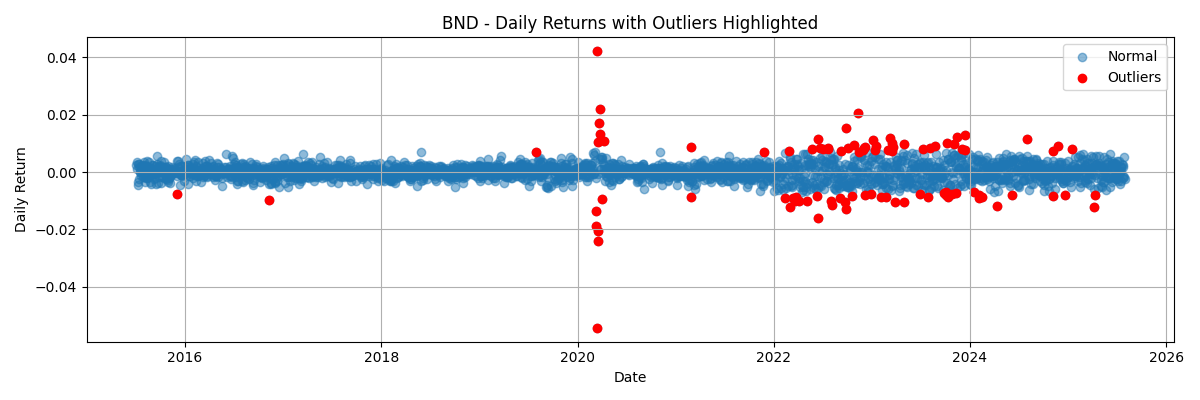 BND - Daily Returns with Outliers Highlighted
0.04
0.02
0.00
−0.02
−0.04
Daily Return
Normal
Outliers
2016
2018
2020
2022
2024
2026
Date